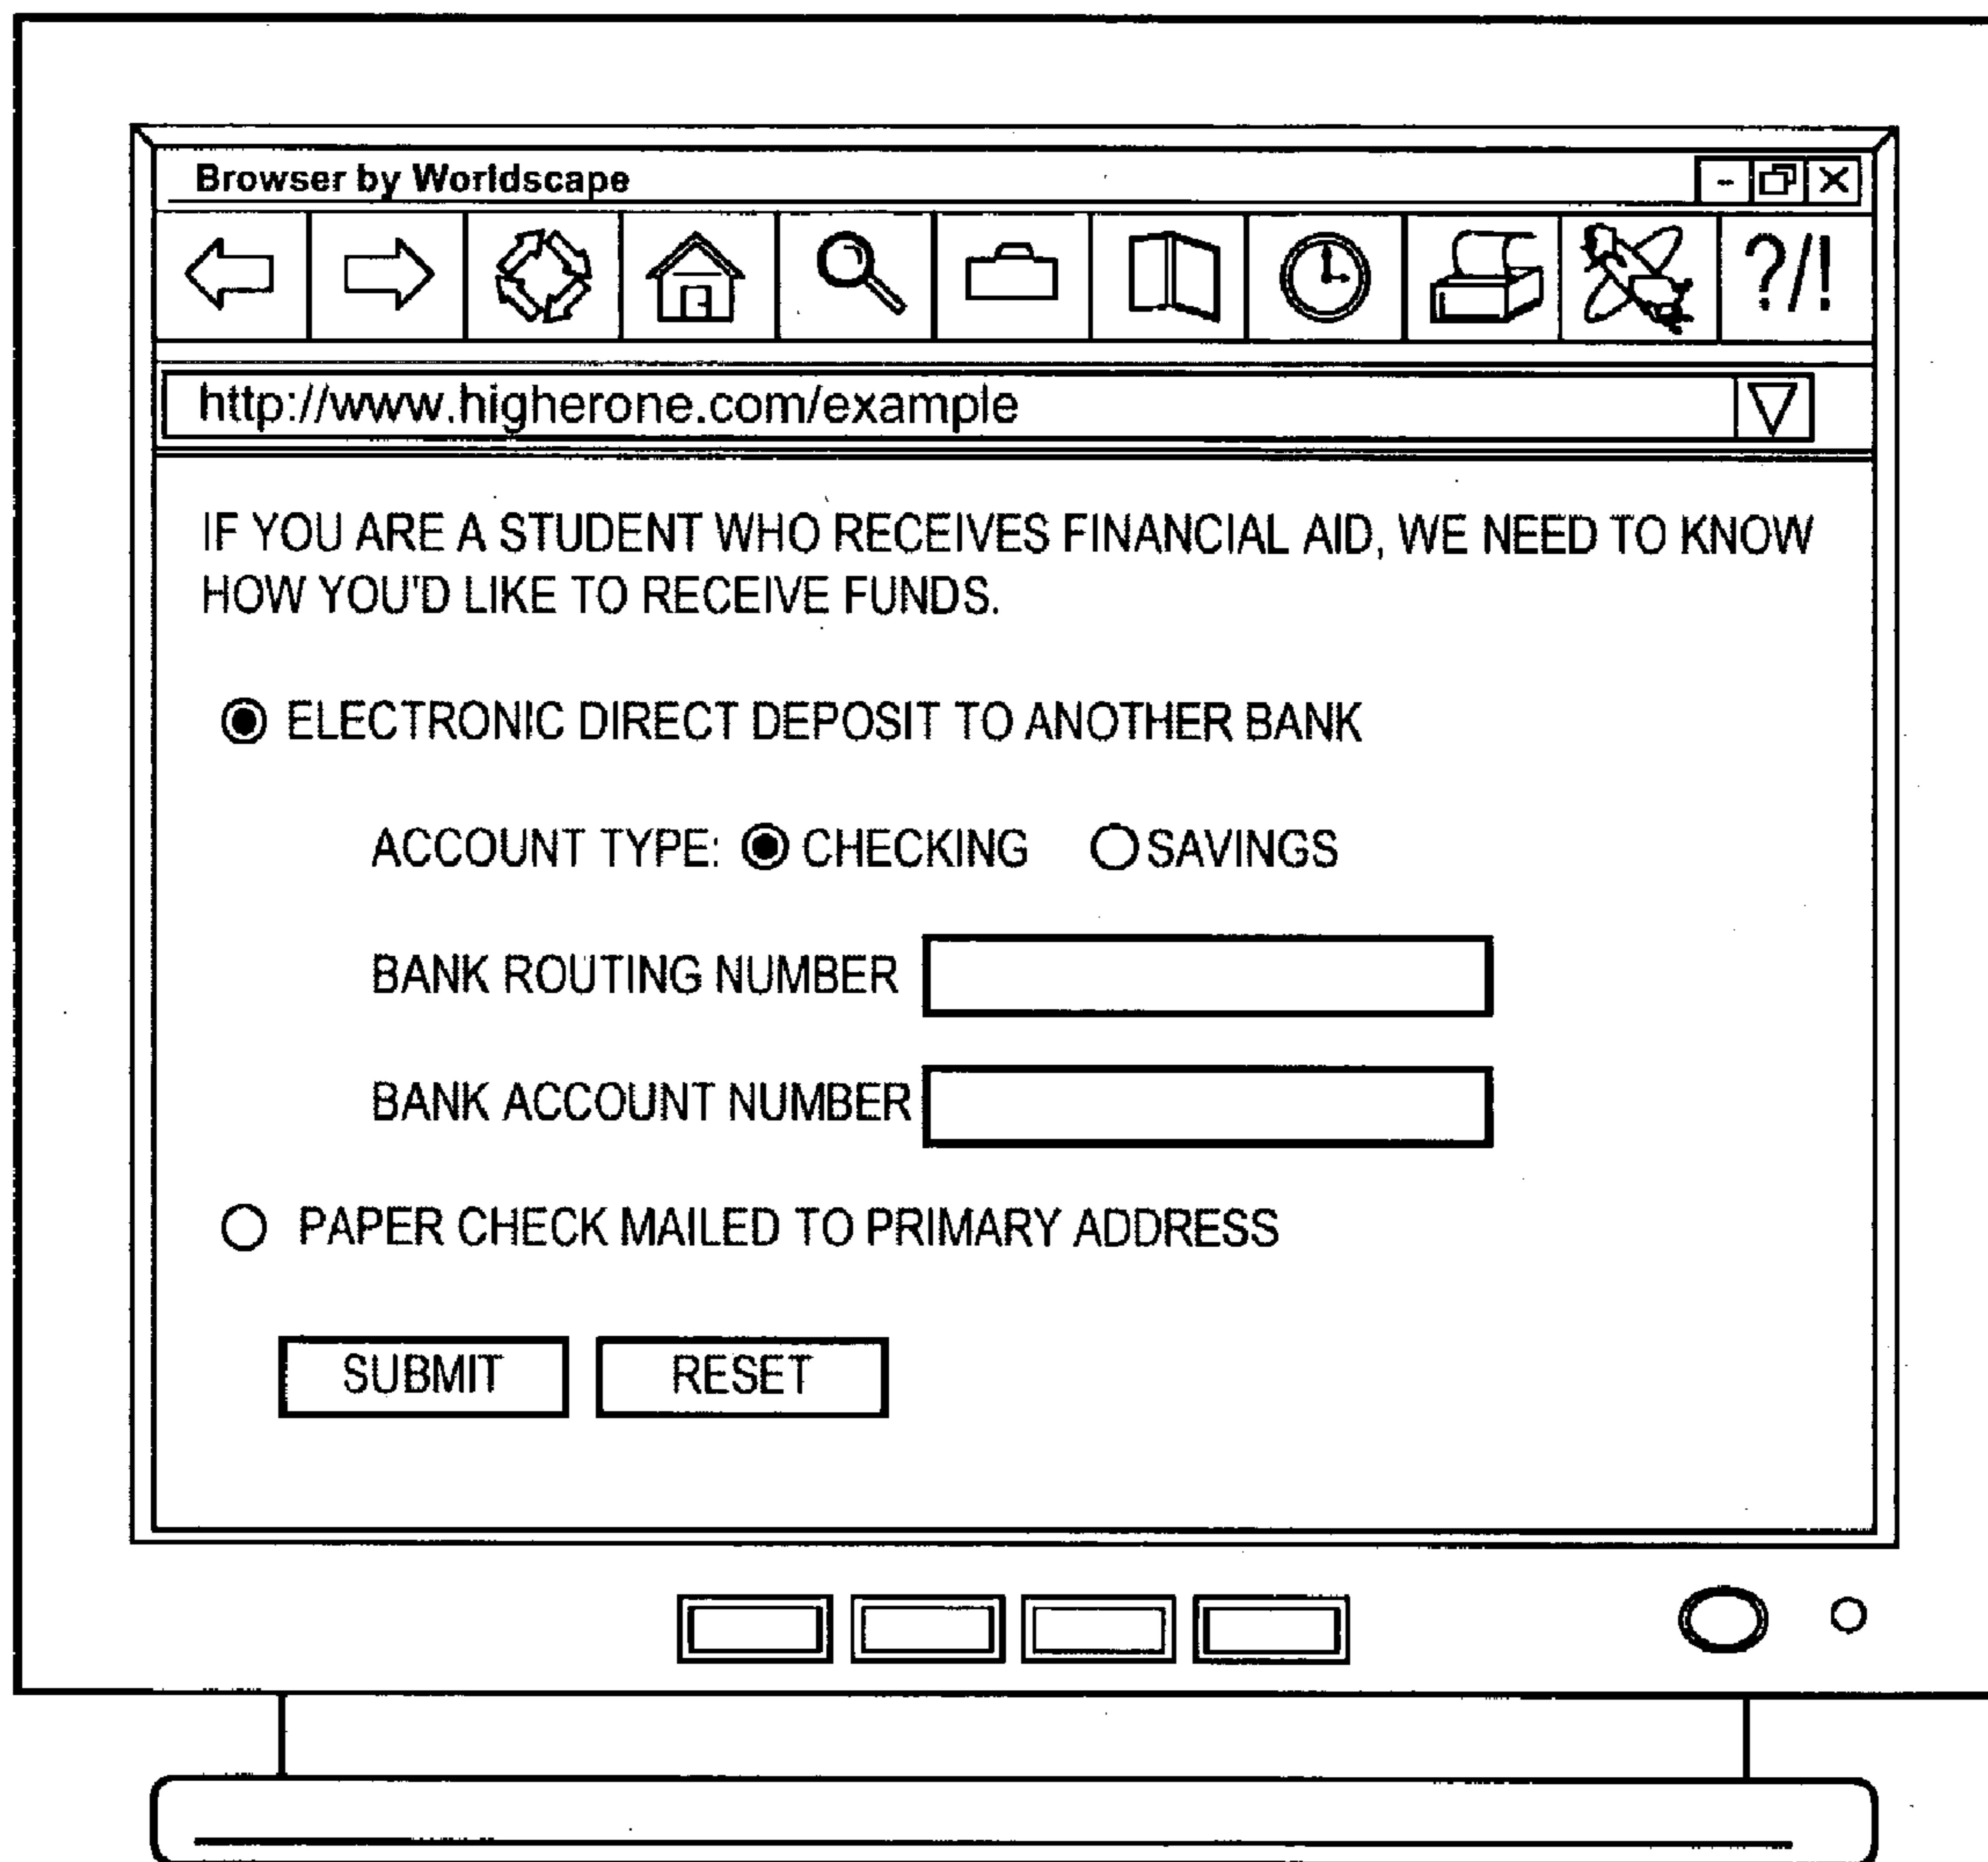 Browser by Worldscape
?/!
http://www.higherone.com/example
IF YOU ARE A STUDENT WHO RECEIVES FINANCIAL AID, WE NEED TO KNOW
HOW YOU'D LIKE TO RECEIVE FUNDS.
ELECTRONIC DIRECT DEPOSIT TO ANOTHER BANK
ACCOUNT TYPE: CHECKING SAVINGS
BANK ROUTING NUMBER
BANK ACCOUNT NUMBER
PAPER CHECK MAILED TO PRIMARY ADDRESS
SUBMIT RESET